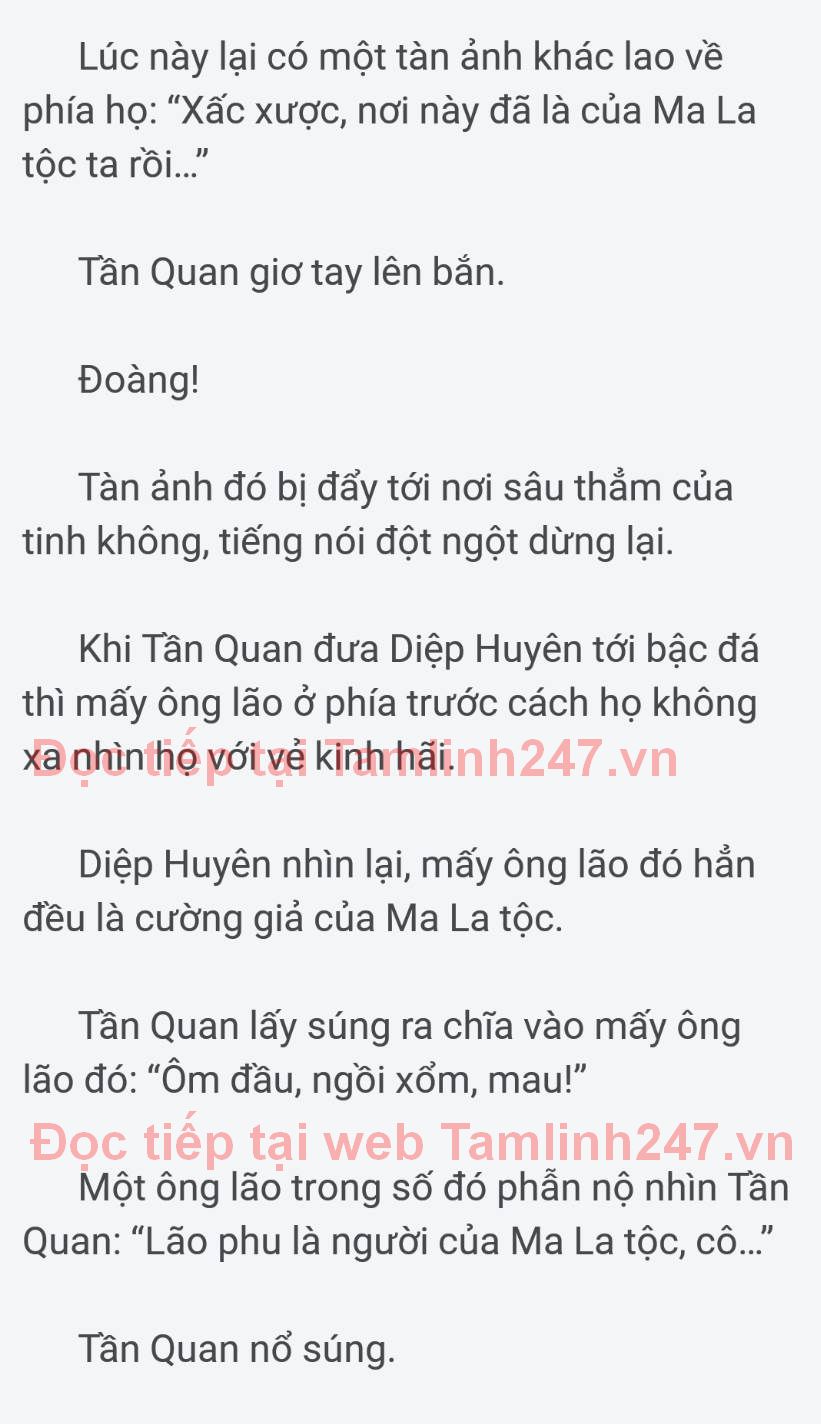 Lúc này lại có một tàn ảnh khác lao về
phía họ: “Xấc xược, nơi này đã là của Ma La
tộc ta rồi...”
Tần Quan giơ tay lên bắn.
Đoàng!
Tàn ảnh đó bị đẩy tới nơi sâu thẳm của
tinh không, tiếng nói đột ngột dừng lại.
Khi Tần Quan đưa Diệp Huyên tới bậc đá
thì mấy ông lão ở phía trước cách họ không
xa nhìn họ với vẻ kinh hãi.
Đọc tiếp tại Tamlinh247.vn
Diệp Huyên nhìn lại, mấy ông lão đó hẳn
đều là cường giả của Ma La tộc.
Tần Quan lấy súng ra chĩa vào mấy ông
lão đó: “Ôm đầu, ngồi xổm, mau!”
Đọc tiếp tại web Tamlinh247.vn
Một ông lão trong số đó phẫn nộ nhìn Tần
Quan: “Lão phu là người của Ma La tộc, cô...”
Tần Quan nổ súng.